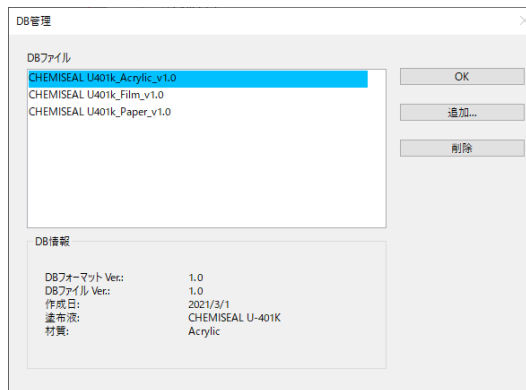 DB管理
DBファイル
CHEMISEAL U401k_Acrylic_v1.0
CHEMISEAL U401k_Film_v1.0
CHEMISEAL U401k_Paper_v1.0
OK
追加...
削除
DB情報
DBフォーマット Ver.: 1.0
DBファイル Ver.: 1.0
作成日: 2021/3/1
塗布液: CHEMISEAL U-401K
材質: Acrylic